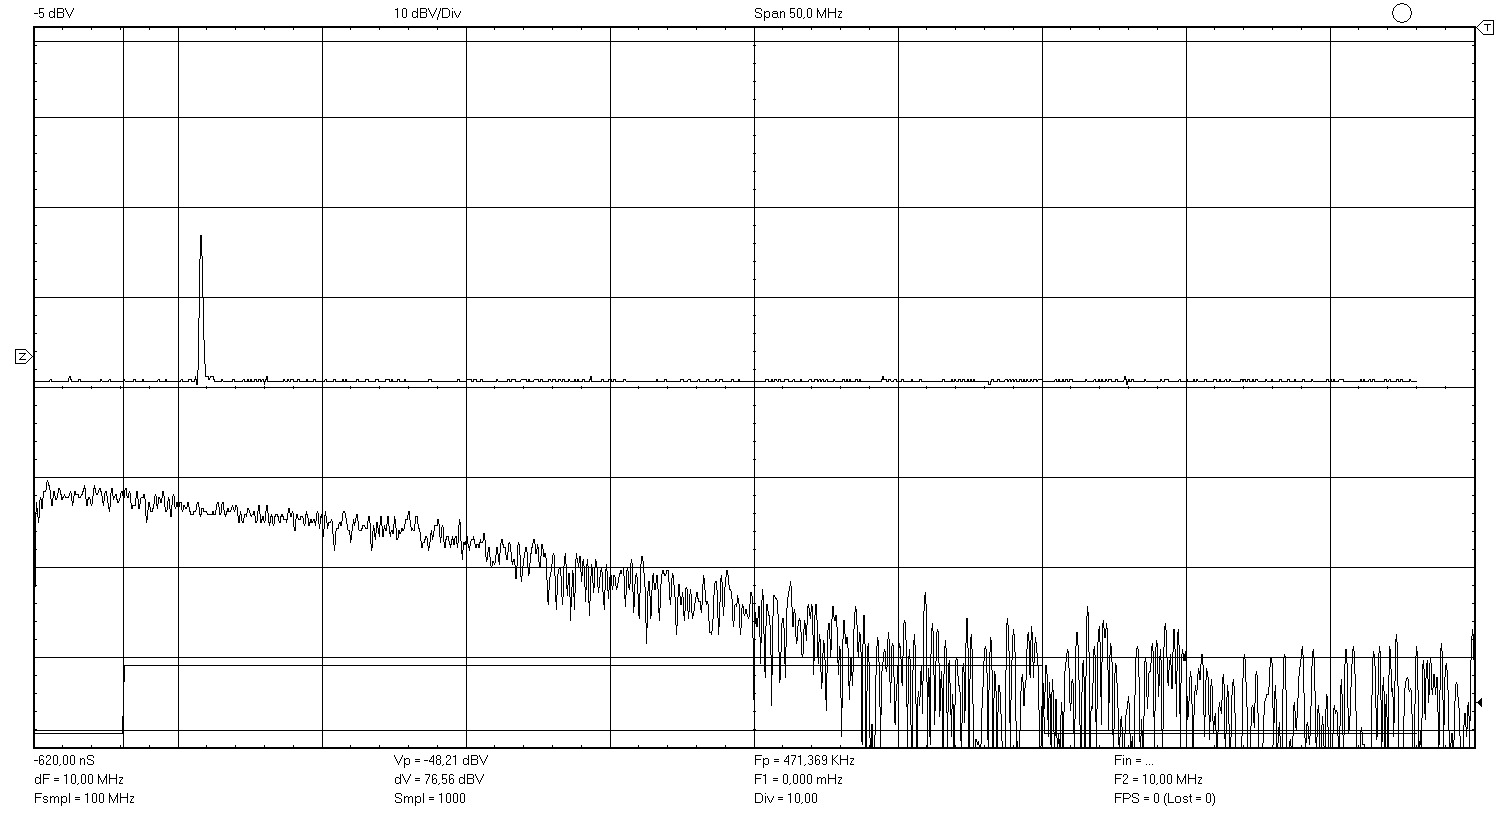 -5 dBV 10 dBV/Div Span 50,0 MHz
T
Z
-620,00 nS Vp = -48,21 dBV Fp = 471,369 KHz Fin = ...
dF = 10,00 MHz dV = 76,56 dBV F1 = 0,000 mHz F2 = 10,00 MHz
Fsmpl = 100 MHz Smpl = 1000 Div = 10,00 FPS = 0 (Lost = 0)